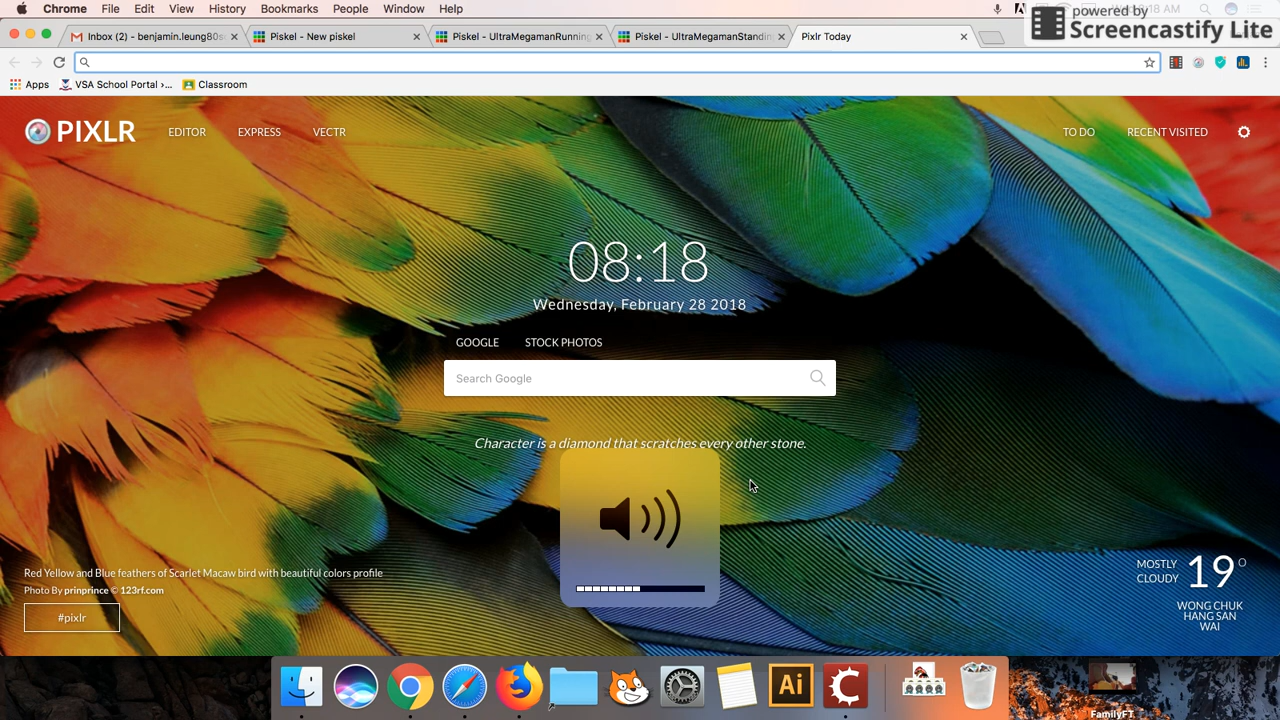 Chrome File Edit View History Bookmarks People Window Help
powered by
Screencastify Lite
Inbox (2) - benjamin.leung80s
Piskel - New piskel
Piskel - UltraMegamanRunning
Piskel - UltraMegamanStandin
Pixlr Today
Apps
VSA School Portal ›...
Classroom
PIXLR
EDITOR
EXPRESS
VECTR
TO DO
RECENT VISITED
08:18
Wednesday, February 28 2018
GOOGLE
STOCK PHOTOS
Search Google
Character is a diamond that scratches every other stone.
Red Yellow and Blue feathers of Scarlet Macaw bird with beautiful colors profile
Photo By prinprince © 123rf.com
#pixlr
MOSTLY
CLOUDY
19°
WONG CHUK
HANG SAN
WAI
Ai
FamilyFT